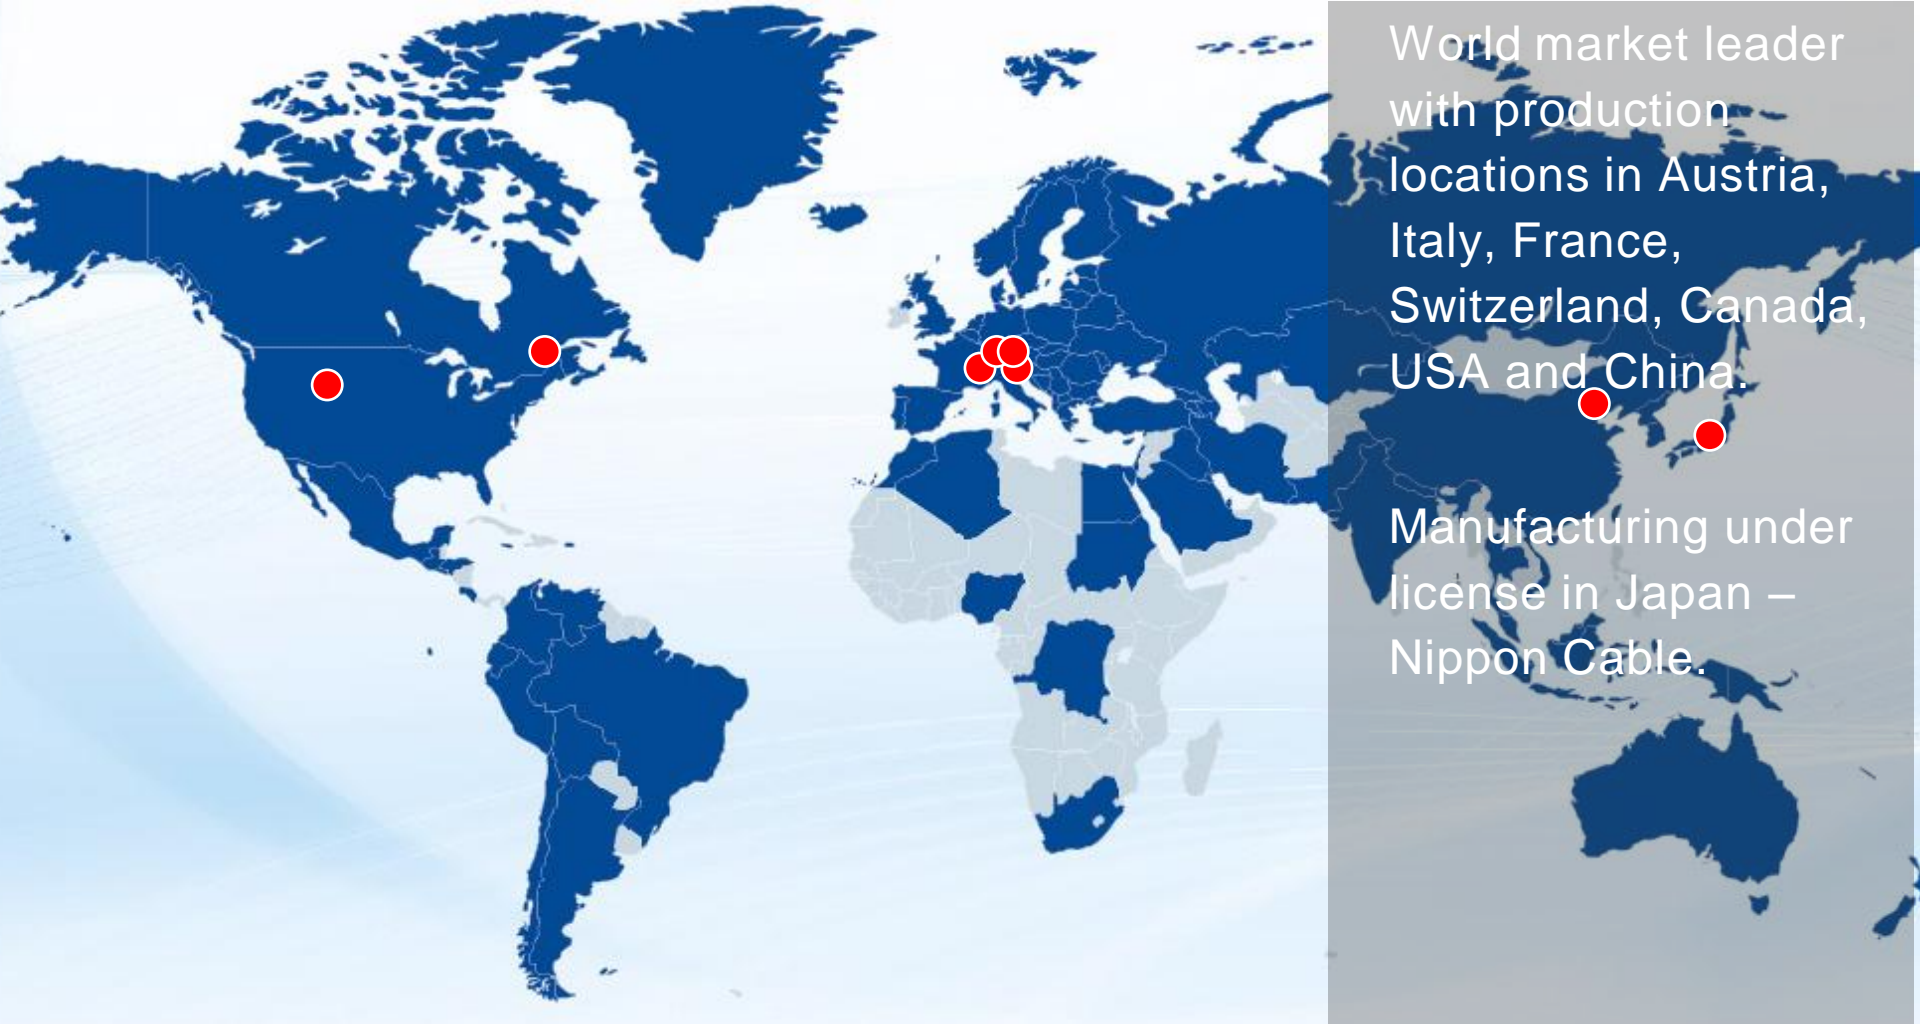 World market leader
with production
locations in Austria,
Italy, France,
Switzerland, Canada,
USA and China.
Manufacturing under
license in Japan –
Nippon Cable.